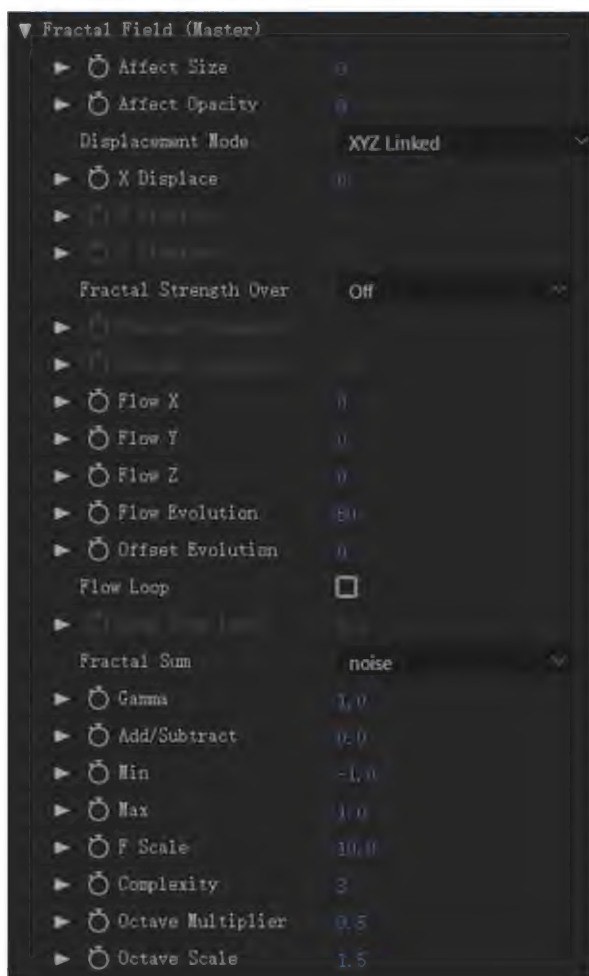 Fractal Field (Master)
Affect Size 0
Affect Opacity 0
Displacement Mode XYZ Linked
X Displace 0
Fractal Strength Over Off
Flow X 0
Flow Y 0
Flow Z 0
Flow Evolution 60
Offset Evolution 0
Flow Loop
Fractal Sum noise
Gamma 1.0
Add/Subtract 0.0
Min -1.0
Max 1.0
F Scale 10.0
Complexity 3
Octave Multiplier 0.5
Octave Scale 1.5